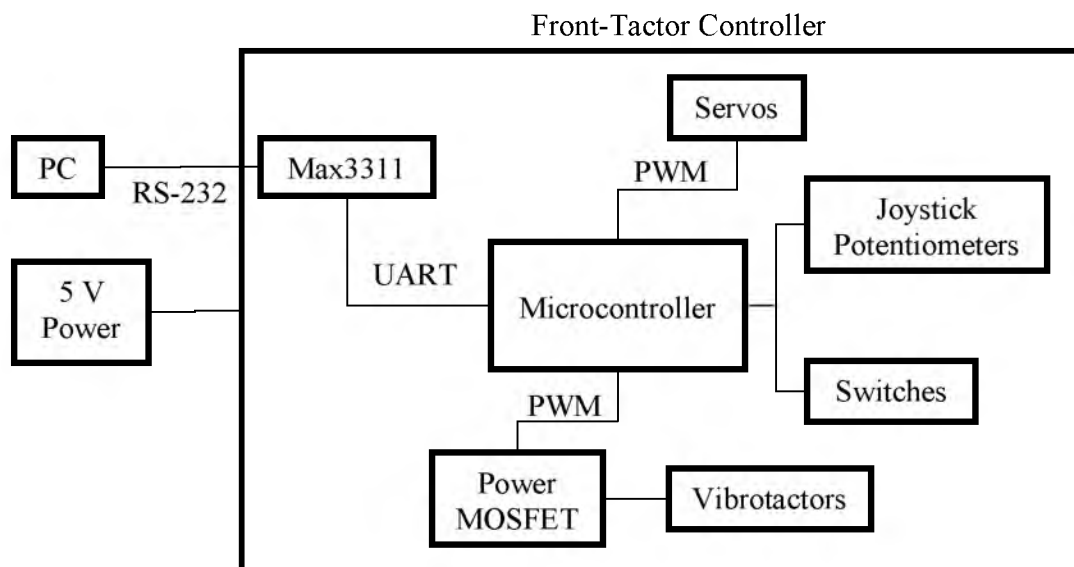 Front-Tactor Controller
Servos
PC
RS-232
Max3311
PWM
Joystick
Potentiometers
5 V
Power
UART
Microcontroller
Switches
PWM
Power
MOSFET
Vibrotactors